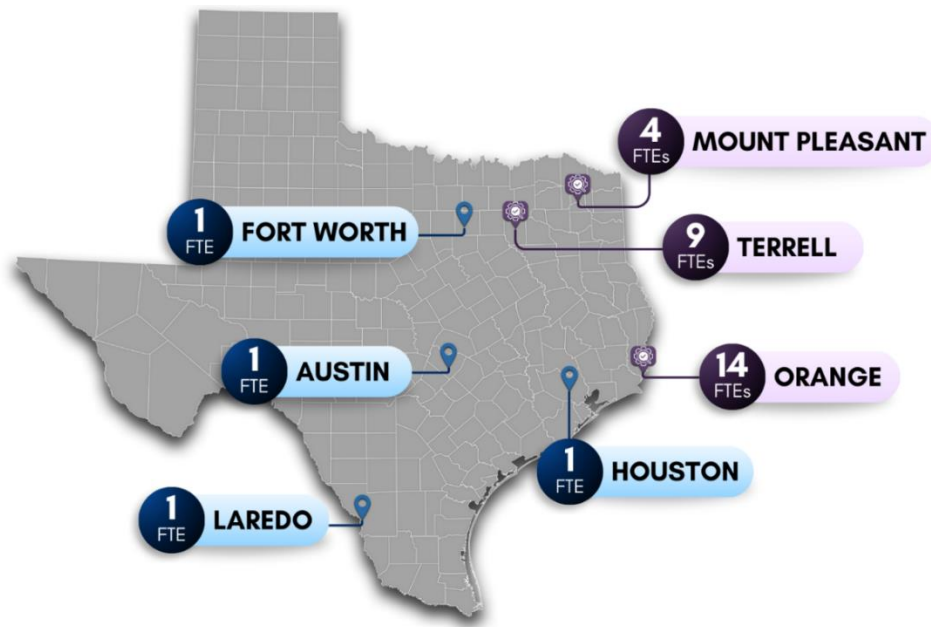 4
FTEs
MOUNT PLEASANT
1
FTE
FORT WORTH
9
FTEs
TERRELL
1
FTE
AUSTIN
14
FTEs
ORANGE
1
FTE
HOUSTON
1
FTE
LAREDO